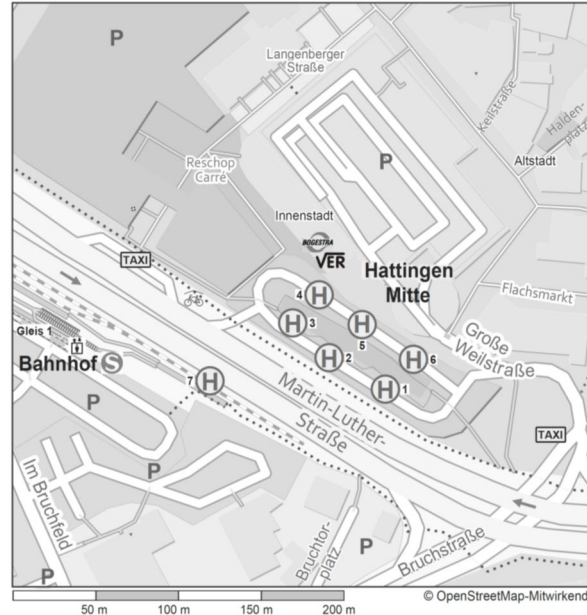 P
Langenberger
Straße
Keilstraße
Halden-
platz
Reschop
Carré
P
Altstadt
Innenstadt
BOGESTRA
VER
TAXI
Hattingen
Mitte
4 H
H 3
H 5
Flachsmarkt
Gleis 1
H 2
H 6
Große
Weilstraße
Bahnhof S
7 H
H 1
Martin-Luther-
Straße
P
TAXI
P
Im Bruchfeld
Bruchtor-
platz
P
Bruchstraße
P
50 m 100 m 150 m 200 m
© OpenStreetMap-Mitwirkend